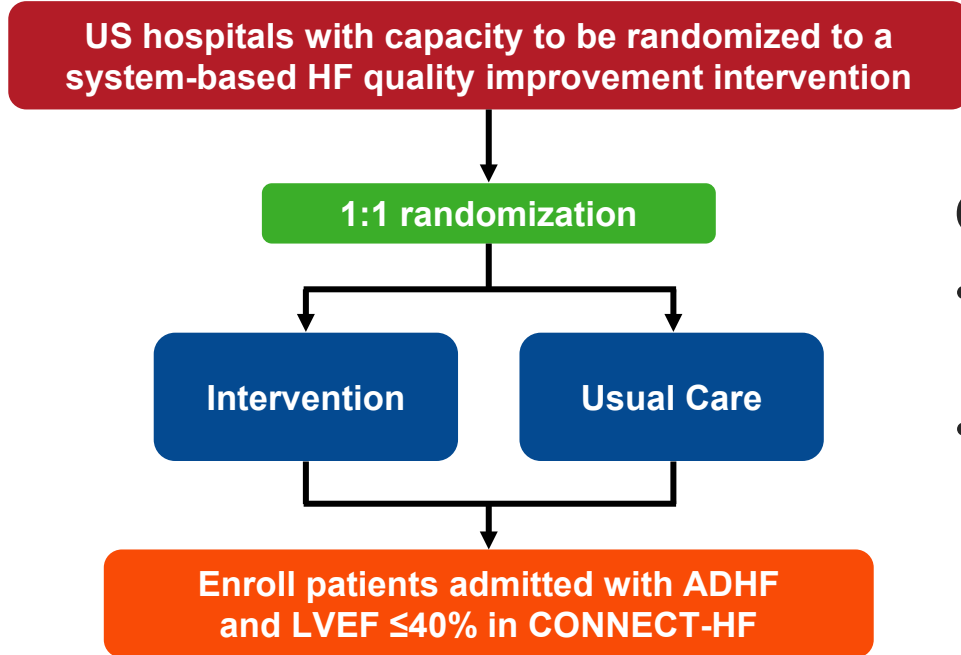 US hospitals with capacity to be randomized to a
system-based HF quality improvement intervention
1:1 randomization
Intervention
Usual Care
Enroll patients admitted with ADHF
and LVEF ≤40% in CONNECT-HF